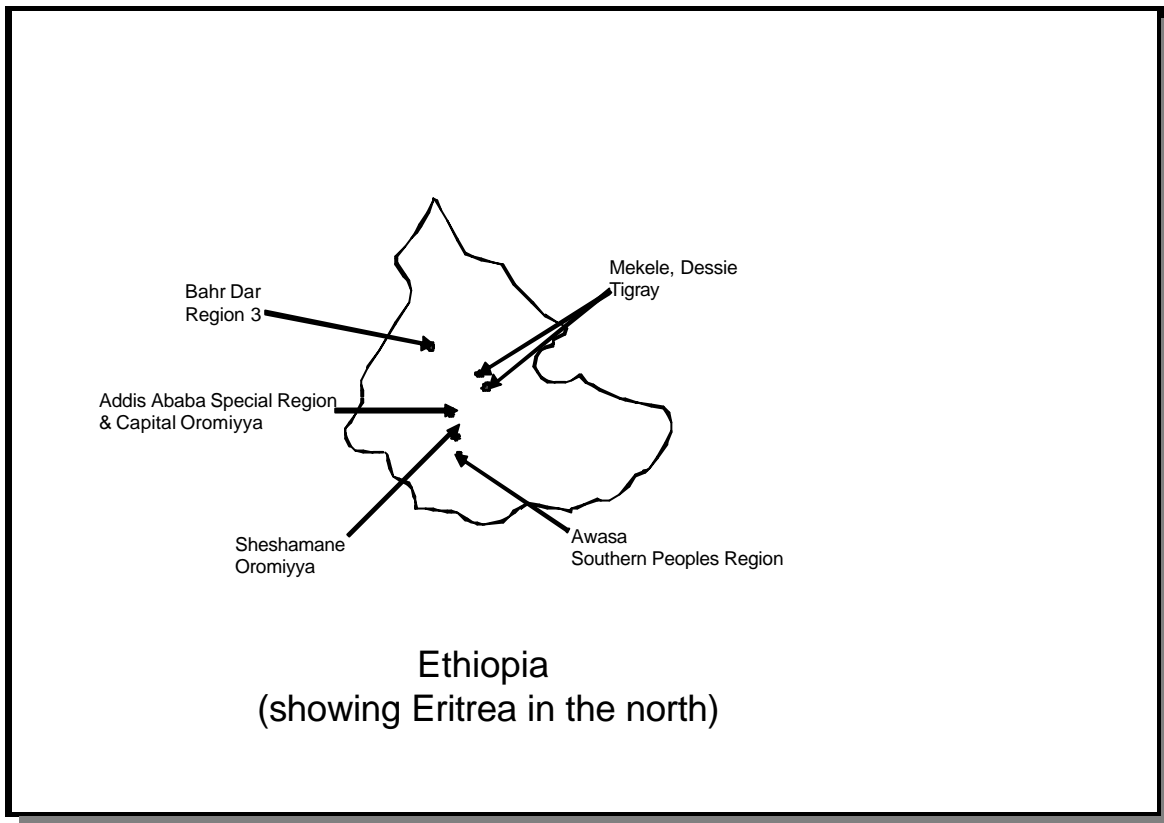 Mekele, Dessie
Tigray
Bahr Dar
Region 3
Addis Ababa Special Region
& Capital Oromiyya
Sheshamane
Oromiyya
Awasa
Southern Peoples Region
Ethiopia
(showing Eritrea in the north)